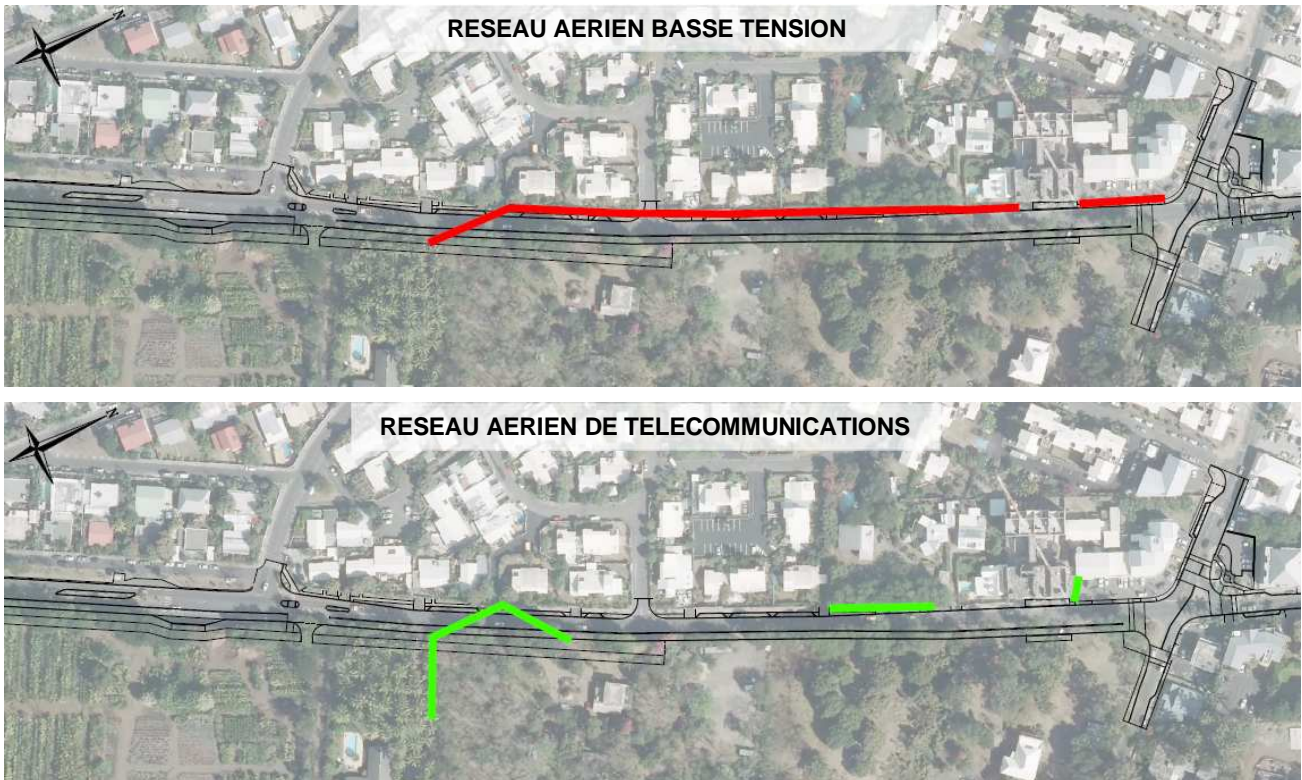 RESEAU AERIEN BASSE TENSION
N
RESEAU AERIEN DE TELECOMMUNICATIONS
N